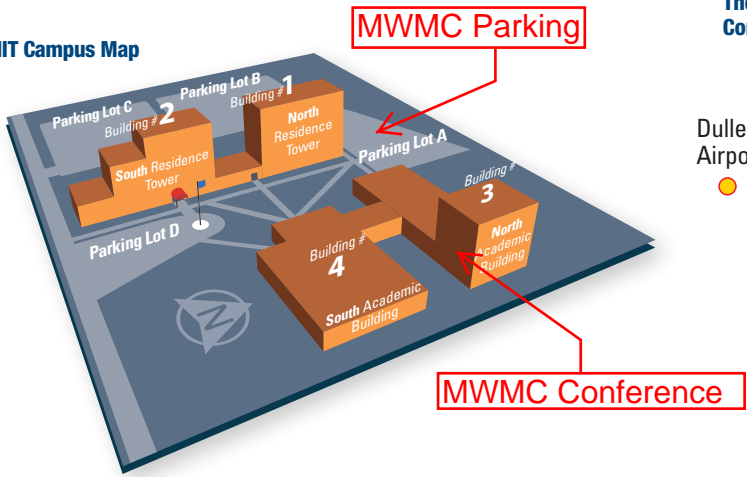 MWMC Parking
IIT Campus Map
The
Parking Lot C
Parking Lot B
Building # 2
Building # 1
North
Residence
Tower
South Residence
Tower
Parking Lot A
Parking Lot D
Building #
3
North
Academic
Building
Building #
4
South Academic
Building
N
MWMC Conference
Dulle
Airpo